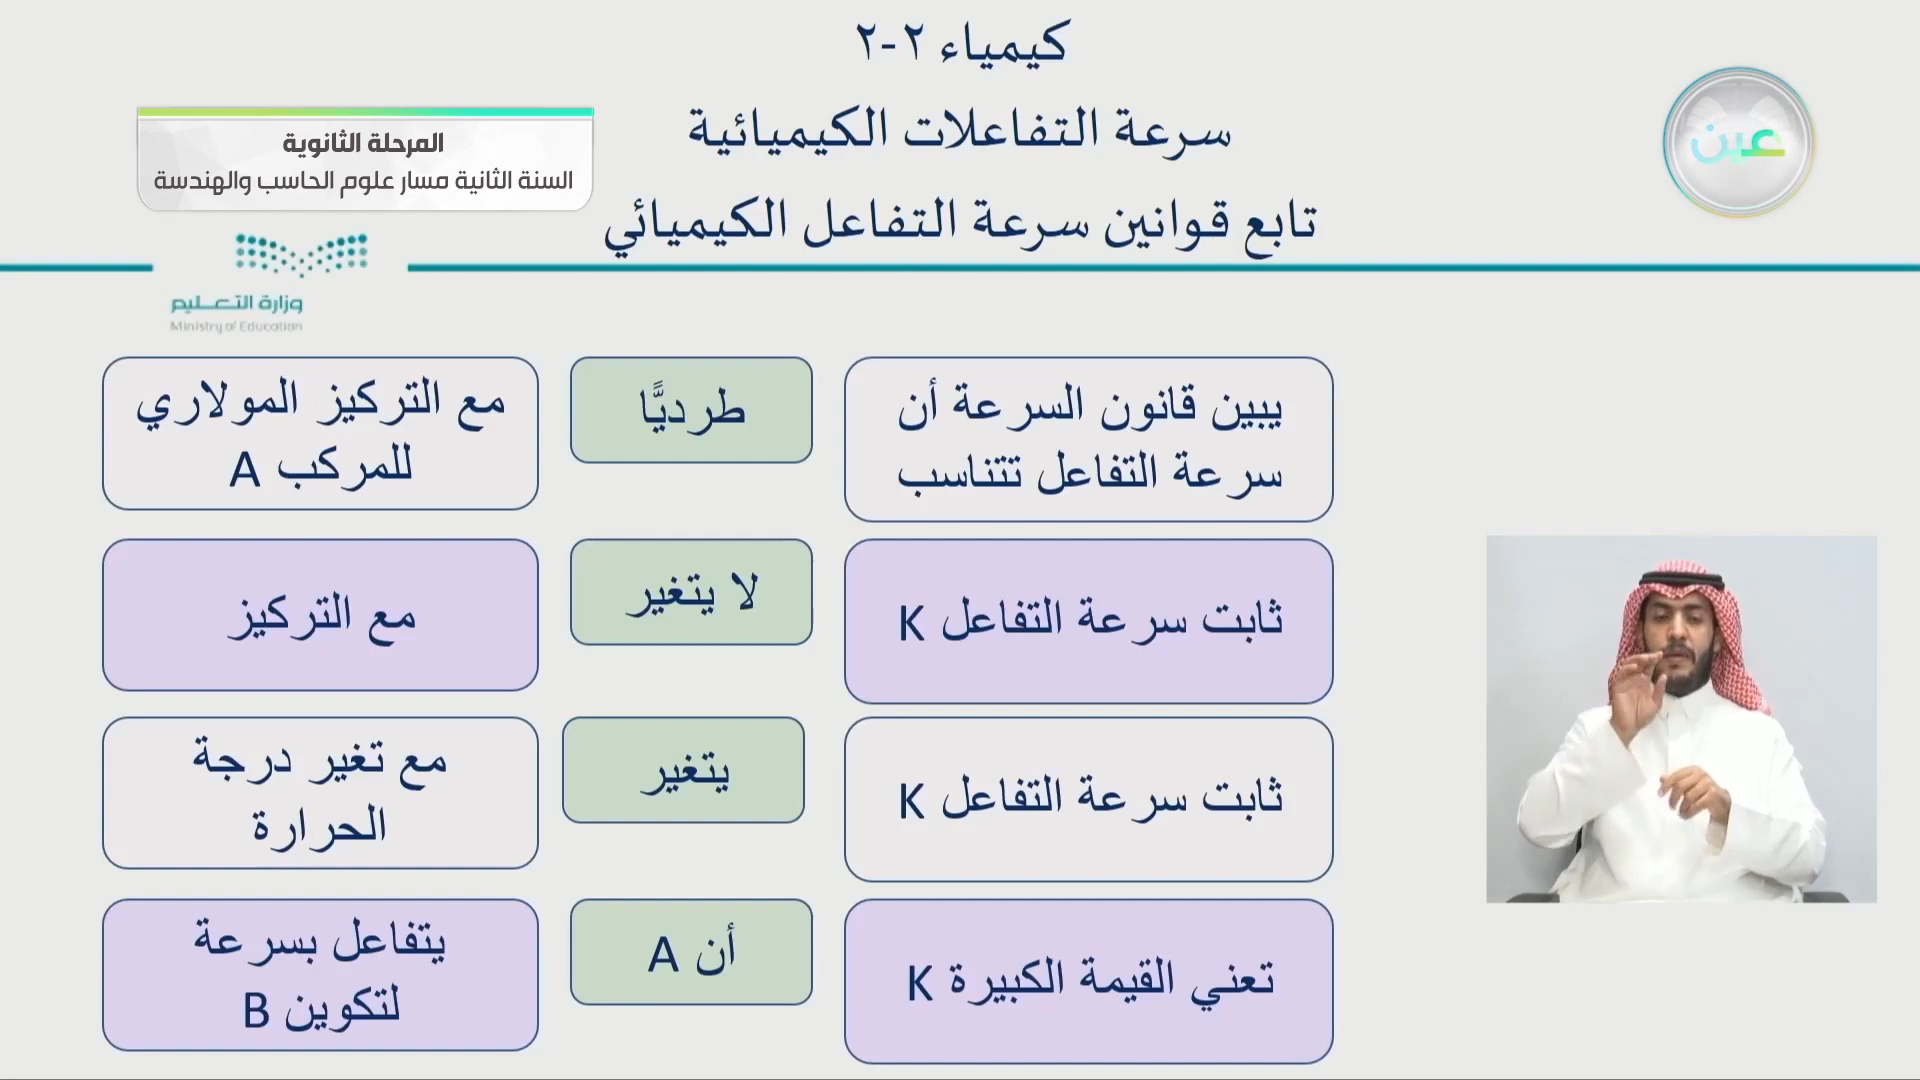 كيمياء ٢-٢
سرعة التفاعلات الكيميائية
تابع قوانين سرعة التفاعل الكيميائي
عين
المرحلة الثانوية
السنة الثانية مسار علوم الحاسب والهندسة
وزارة التعـــليم
Ministry of Education
يبين قانون السرعة أن
سرعة التفاعل تتناسب
طرديًّا
مع التركيز المولاري
للمركب A
ثابت سرعة التفاعل K
لا يتغير
مع التركيز
ثابت سرعة التفاعل K
يتغير
مع تغير درجة
الحرارة
تعني القيمة الكبيرة K
أن A
يتفاعل بسرعة
لتكوين B